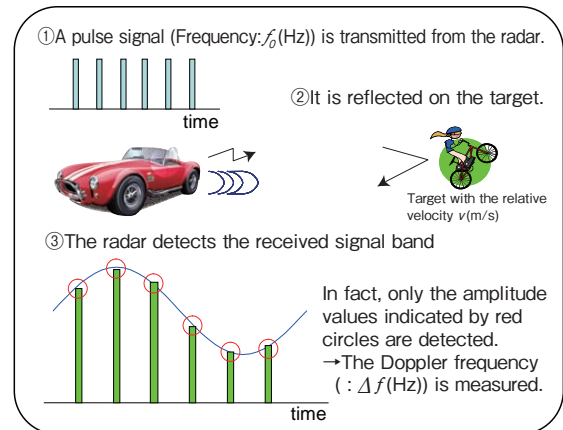 ①A pulse signal (Frequency:f₀(Hz)) is transmitted from the radar.
time
②It is reflected on the target.
Target with the relative
velocity v(m/s)
③The radar detects the received signal band
In fact, only the amplitude
values indicated by red
circles are detected.
→The Doppler frequency
( : Δf(Hz)) is measured.
time